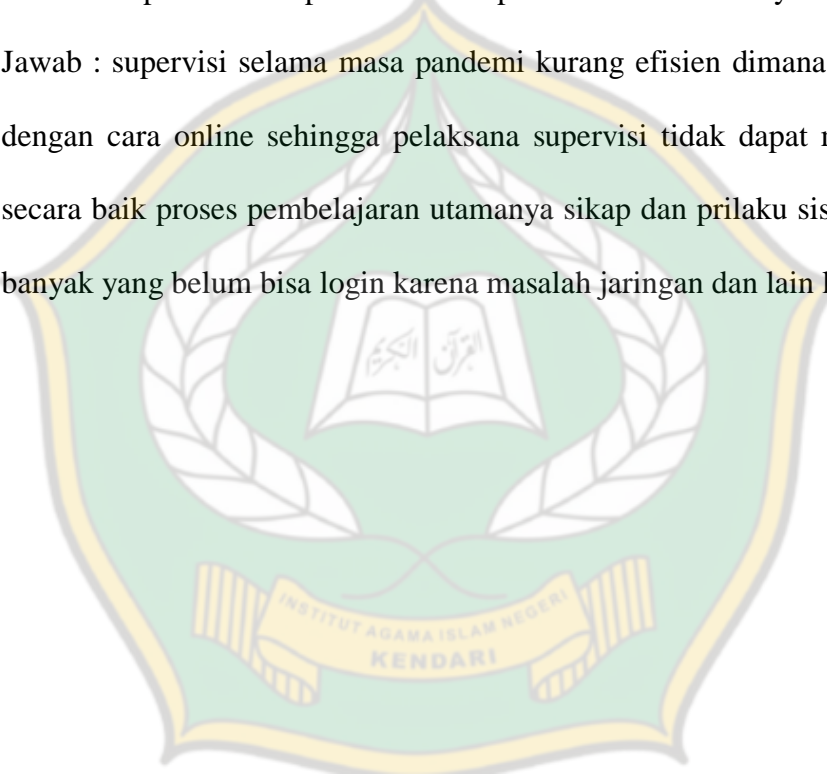 Jawab : supervisi selama masa pandemi kurang efisien dimana
dengan cara online sehingga pelaksana supervisi tidak dapat
secara baik proses pembelajaran utamanya sikap dan prilaku
banyak yang belum bisa login karena masalah jaringan dan lain
القرآن الكريم
INSTITUT AGAMA ISLAM NEGERI
KENDARI